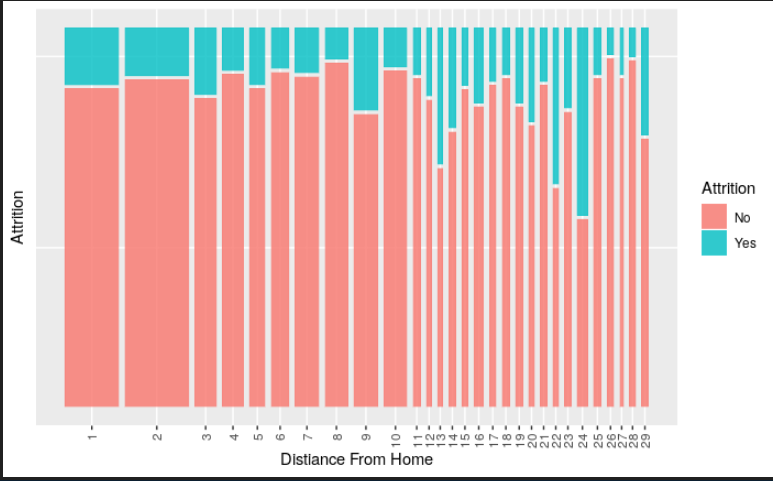 Attrition
1 2 3 4 5 6 7 8 9 10 11 12 13 14 15 16 17 18 19 20 21 22 23 24 25 26 27 28 29
Distiance From Home
Attrition
No
Yes